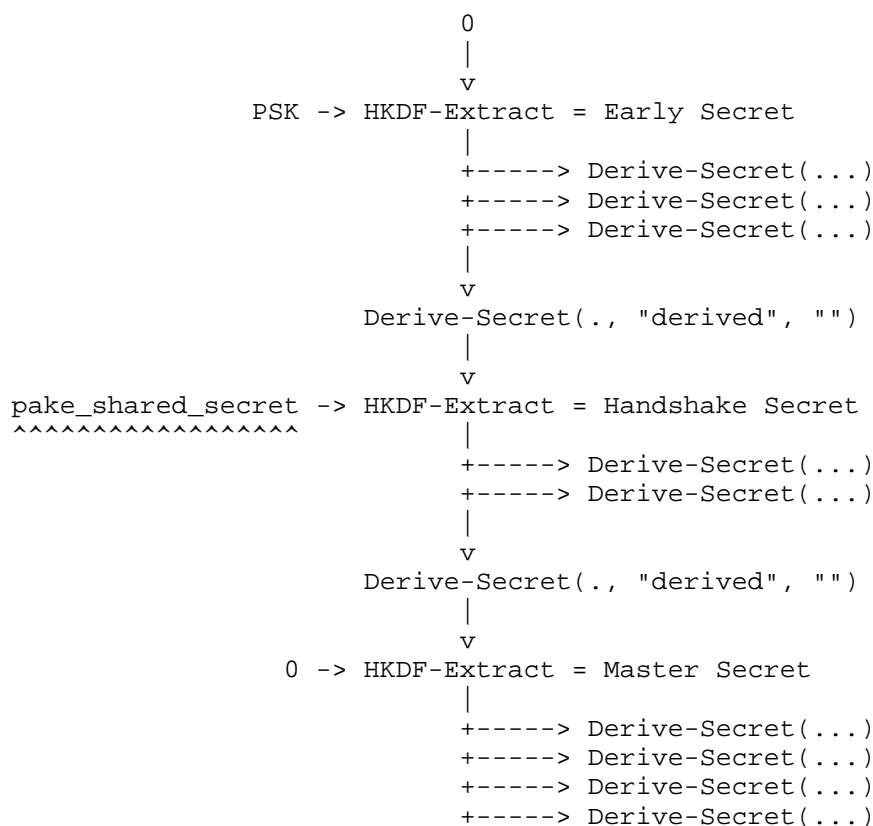 0
|
v
PSK -> HKDF-Extract = Early Secret
|
+-----> Derive-Secret(...)
+-----> Derive-Secret(...)
+-----> Derive-Secret(...)
|
v
Derive-Secret(., "derived", "")
|
v
pake_shared_secret -> HKDF-Extract = Handshake Secret
^^^^^^^^^^^^^^^^^^ |
+-----> Derive-Secret(...)
+-----> Derive-Secret(...)
|
v
Derive-Secret(., "derived", "")
|
v
0 -> HKDF-Extract = Master Secret
|
+-----> Derive-Secret(...)
+-----> Derive-Secret(...)
+-----> Derive-Secret(...)
+-----> Derive-Secret(...)